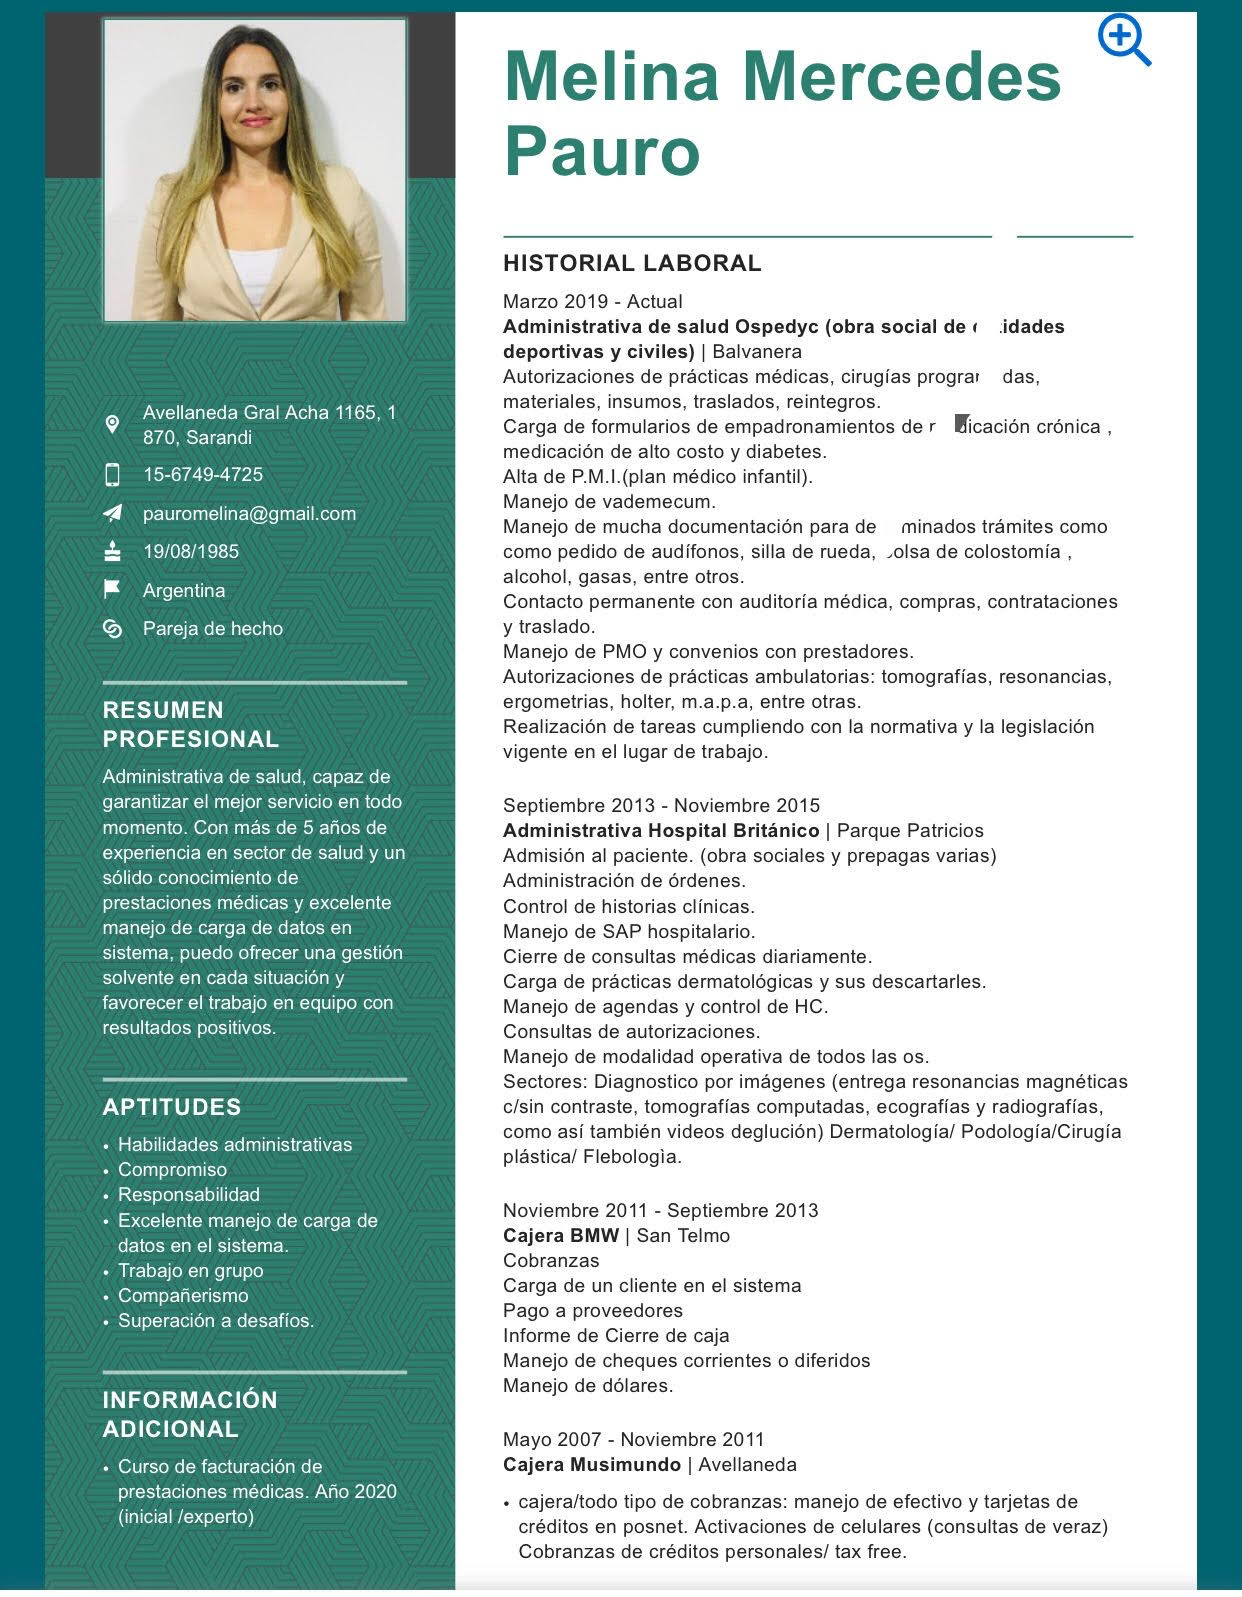 Melina Mercedes
Pauro
Avellaneda Gral Acha 1165, 1
870, Sarandi
15-6749-4725
pauromelina@gmail.com
19/08/1985
Argentina
Pareja de hecho
RESUMEN
PROFESIONAL
Administrativa de salud, capaz de
garantizar el mejor servicio en todo
momento. Con más de 5 años de
experiencia en sector de salud y un
sólido conocimiento de
prestaciones médicas y excelente
manejo de carga de datos en
sistema, puedo ofrecer una gestión
solvente en cada situación y
favorecer el trabajo en equipo con
resultados positivos.
APTITUDES
• Habilidades administrativas
• Compromiso
• Responsabilidad
• Excelente manejo de carga de
datos en el sistema.
• Trabajo en grupo
• Compañerismo
• Superación a desafíos.
INFORMACIÓN
ADICIONAL
• Curso de facturación de
prestaciones médicas. Año 2020
(inicial /experto)
HISTORIAL LABORAL
Marzo 2019 - Actual
Administrativa de salud Ospedyc (obra social de
deportivas y civiles) | Balvanera
Autorizaciones de prácticas médicas, cirugías
materiales, insumos, traslados, reintegros.
Carga de formularios de empadronamientos de crónica ,
medicación de alto costo y diabetes.
Alta de P.M.I.(plan médico infantil).
Manejo de vademecum.
Manejo de mucha documentación para trámites como
como pedido de audífonos, silla de rueda, de colostomía ,
alcohol, gasas, entre otros.
Contacto permanente con auditoría médica, compras, contrataciones
y traslado.
Manejo de PMO y convenios con prestadores.
Autorizaciones de prácticas ambulatorias: tomografías, resonancias,
ergometrias, holter, m.a.p.a, entre otras.
Realización de tareas cumpliendo con la normativa y la legislación
vigente en el lugar de trabajo.
Septiembre 2013 - Noviembre 2015
Administrativa Hospital Británico | Parque Patricios
Admisión al paciente. (obra sociales y prepagas varias)
Administración de órdenes.
Control de historias clínicas.
Manejo de SAP hospitalario.
Cierre de consultas médicas diariamente.
Carga de prácticas dermatológicas y sus descartarles.
Manejo de agendas y control de HC.
Consultas de autorizaciones.
Manejo de modalidad operativa de todos las os.
Sectores: Diagnostico por imágenes (entrega resonancias magnéticas
c/sin contraste, tomografías computadas, ecografías y radiografías,
como así también videos deglución) Dermatología/ Podología/Cirugía
plástica/ Flebologìa.
Noviembre 2011 - Septiembre 2013
Cajera BMW | San Telmo
Cobranzas
Carga de un cliente en el sistema
Pago a proveedores
Informe de Cierre de caja
Manejo de cheques corrientes o diferidos
Manejo de dólares.
Mayo 2007 - Noviembre 2011
Cajera Musimundo | Avellaneda
• cajera/todo tipo de cobranzas: manejo de efectivo y tarjetas de
créditos en posnet. Activaciones de celulares (consultas de veraz)
Cobranzas de créditos personales/ tax free.